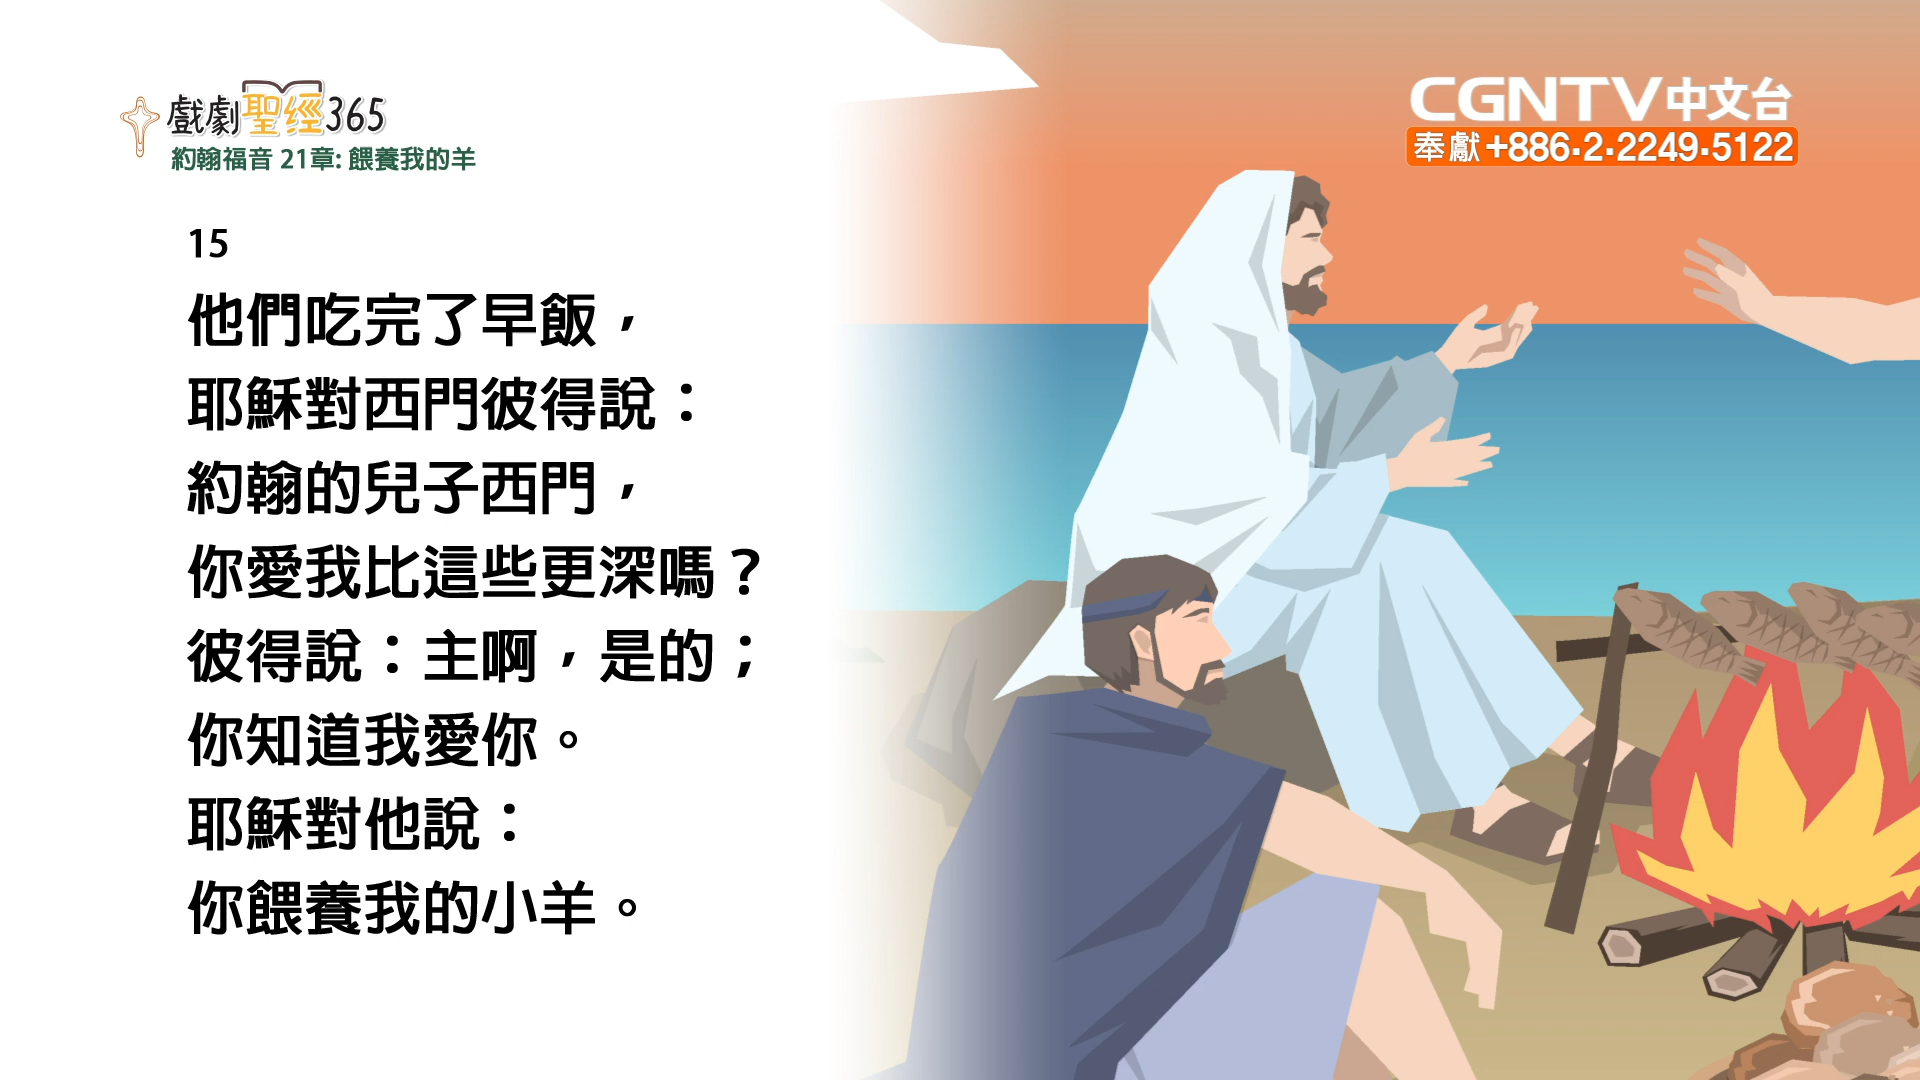 戲劇聖經365
約翰福音 21章: 餵養我的羊
CGNTV中文台
奉獻+886·2·2249·5122
15
他們吃完了早飯，
耶穌對西門彼得說：
約翰的兒子西門，
你愛我比這些更深嗎？
彼得說：主啊，是的；
你知道我愛你。
耶穌對他說：
你餵養我的小羊。